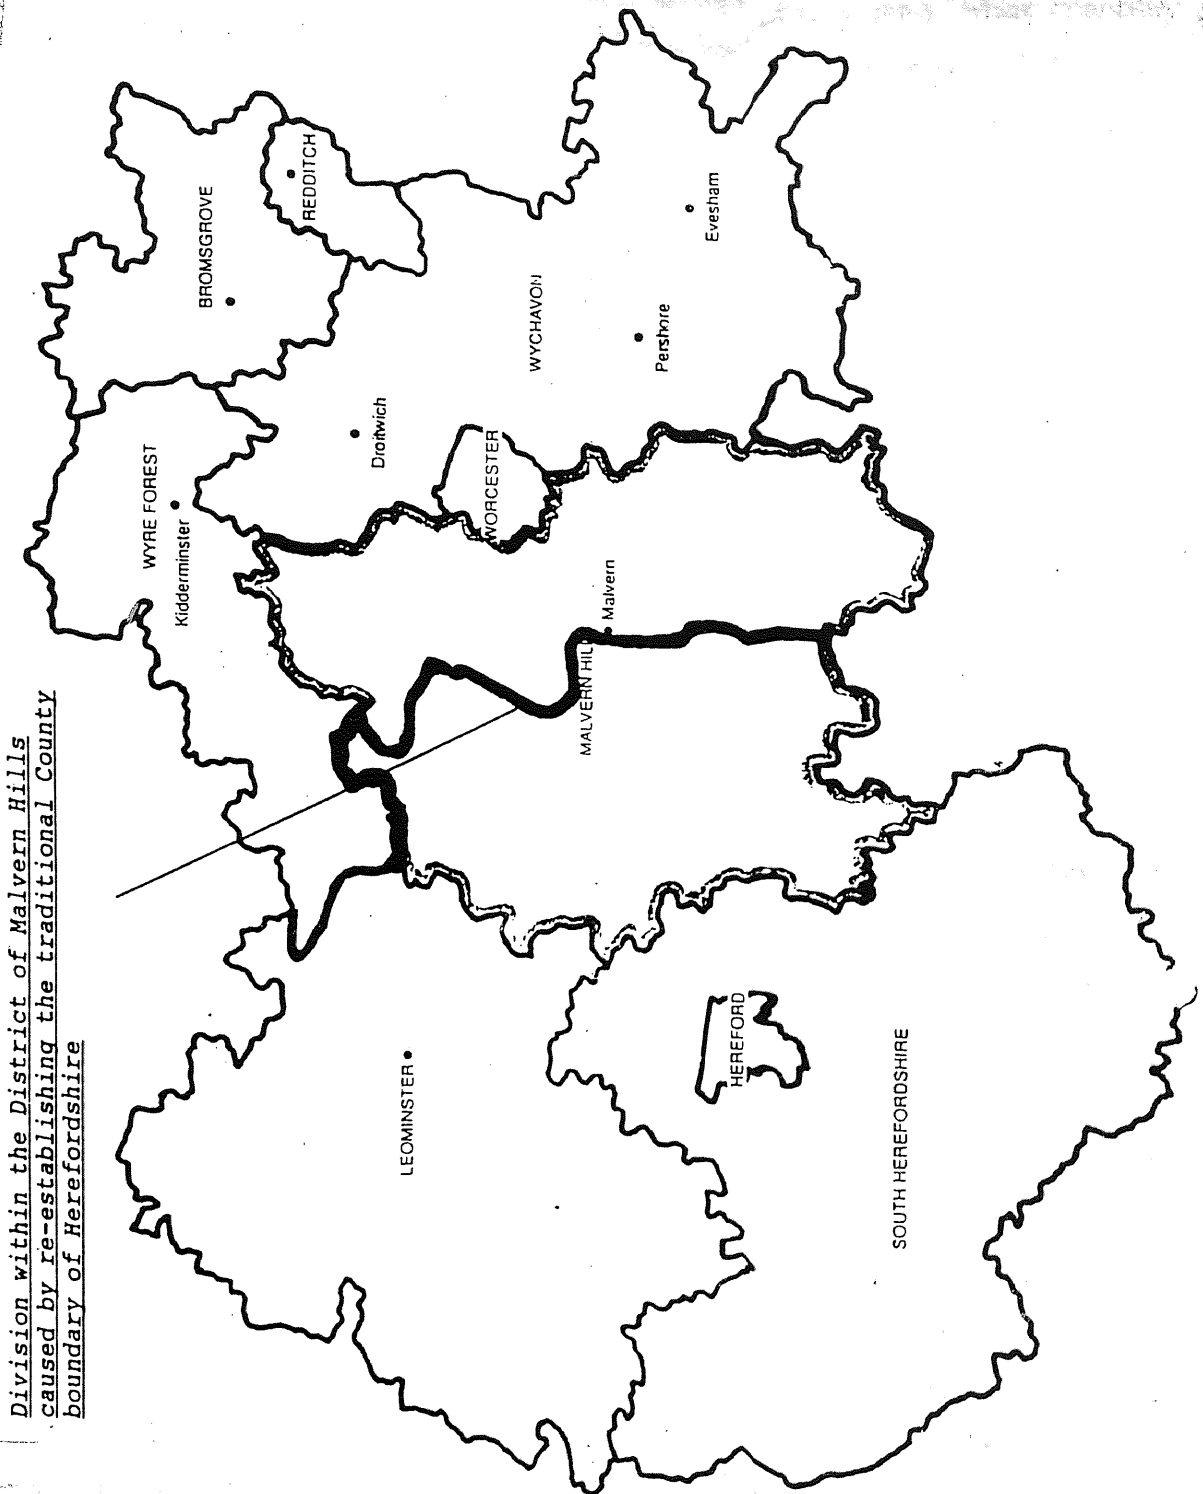 Division within the District of Malvern Hills
caused by re-establishing the traditional County
boundary of Herefordshire
WYRE FOREST
Kidderminster
BROMSGROVE
REDDITCH
Droitwich
WORCESTER
WYCHAVON
Pershore
Evesham
MALVERN HIL
Malvern
LEOMINSTER
HEREFORD
SOUTH HEREFORDSHIRE